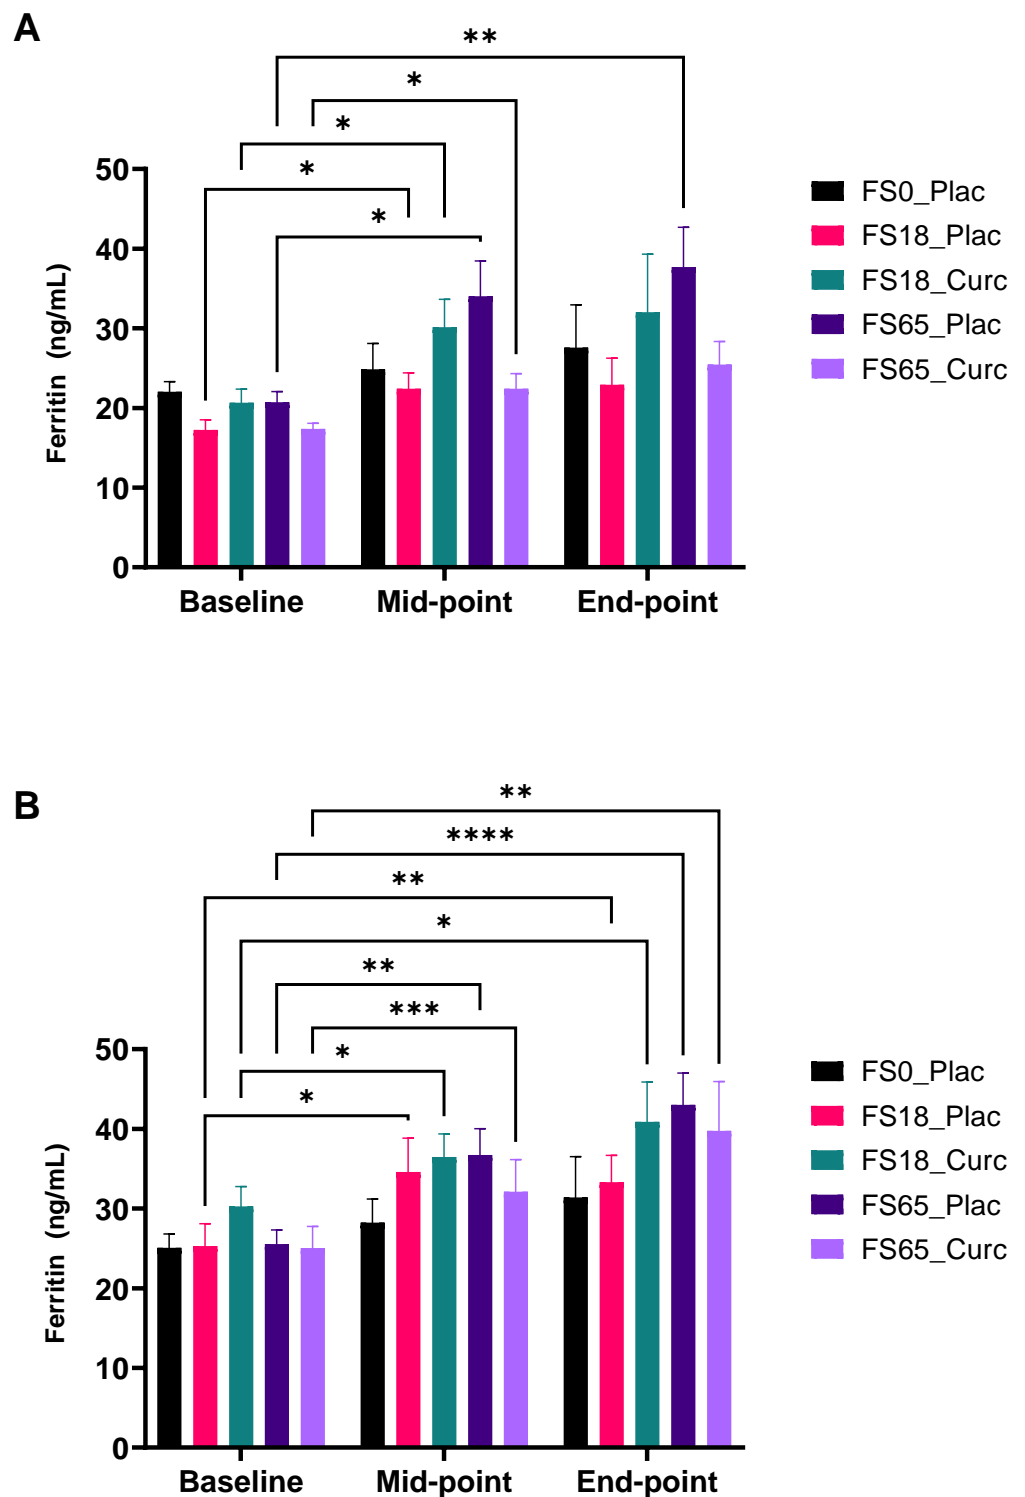 A
**
*
*
*
*
50
40
30
20
10
0
Ferritin (ng/mL)
Baseline Mid-point End-point
FS0_Plac
FS18_Plac
FS18_Curc
FS65_Plac
FS65_Curc
B
**
****
**
*
**
***
*
*
50
40
30
20
10
0
Ferritin (ng/mL)
Baseline Mid-point End-point
FS0_Plac
FS18_Plac
FS18_Curc
FS65_Plac
FS65_Curc